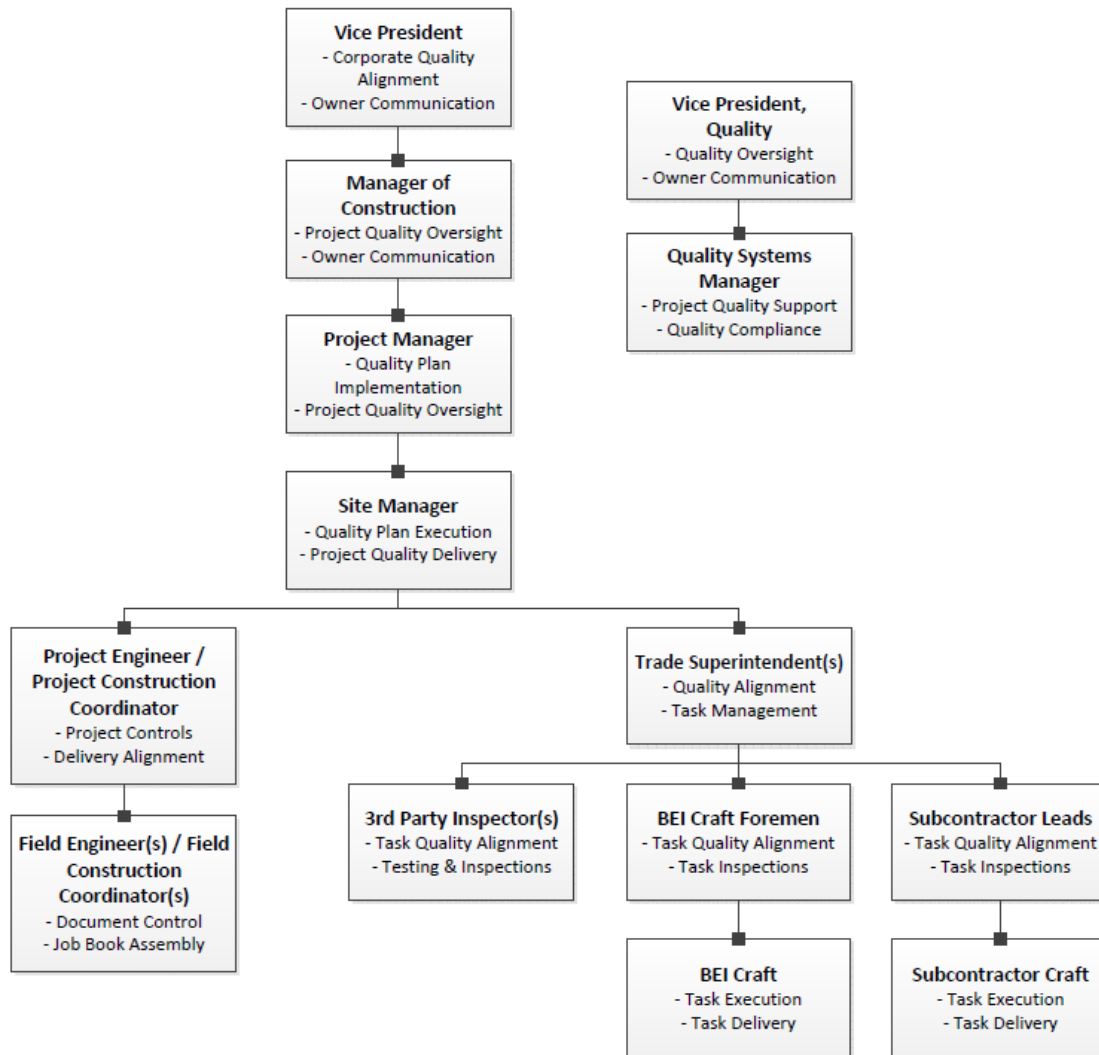 Vice President
- Corporate Quality
Alignment
- Owner Communication
Vice President,
Quality
- Quality Oversight
- Owner Communication
Manager of
Construction
- Project Quality Oversight
- Owner Communication
Quality Systems
Manager
- Project Quality Support
- Quality Compliance
Project Manager
- Quality Plan
Implementation
- Project Quality Oversight
Site Manager
- Quality Plan Execution
- Project Quality Delivery
Project Engineer /
Project Construction
Coordinator
- Project Controls
- Delivery Alignment
Trade Superintendent(s)
- Quality Alignment
- Task Management
Field Engineer(s) / Field
Construction
Coordinator(s)
- Document Control
- Job Book Assembly
3rd Party Inspector(s)
- Task Quality Alignment
- Testing & Inspections
BEI Craft Foremen
- Task Quality Alignment
- Task Inspections
Subcontractor Leads
- Task Quality Alignment
- Task Inspections
BEI Craft
- Task Execution
- Task Delivery
Subcontractor Craft
- Task Execution
- Task Delivery